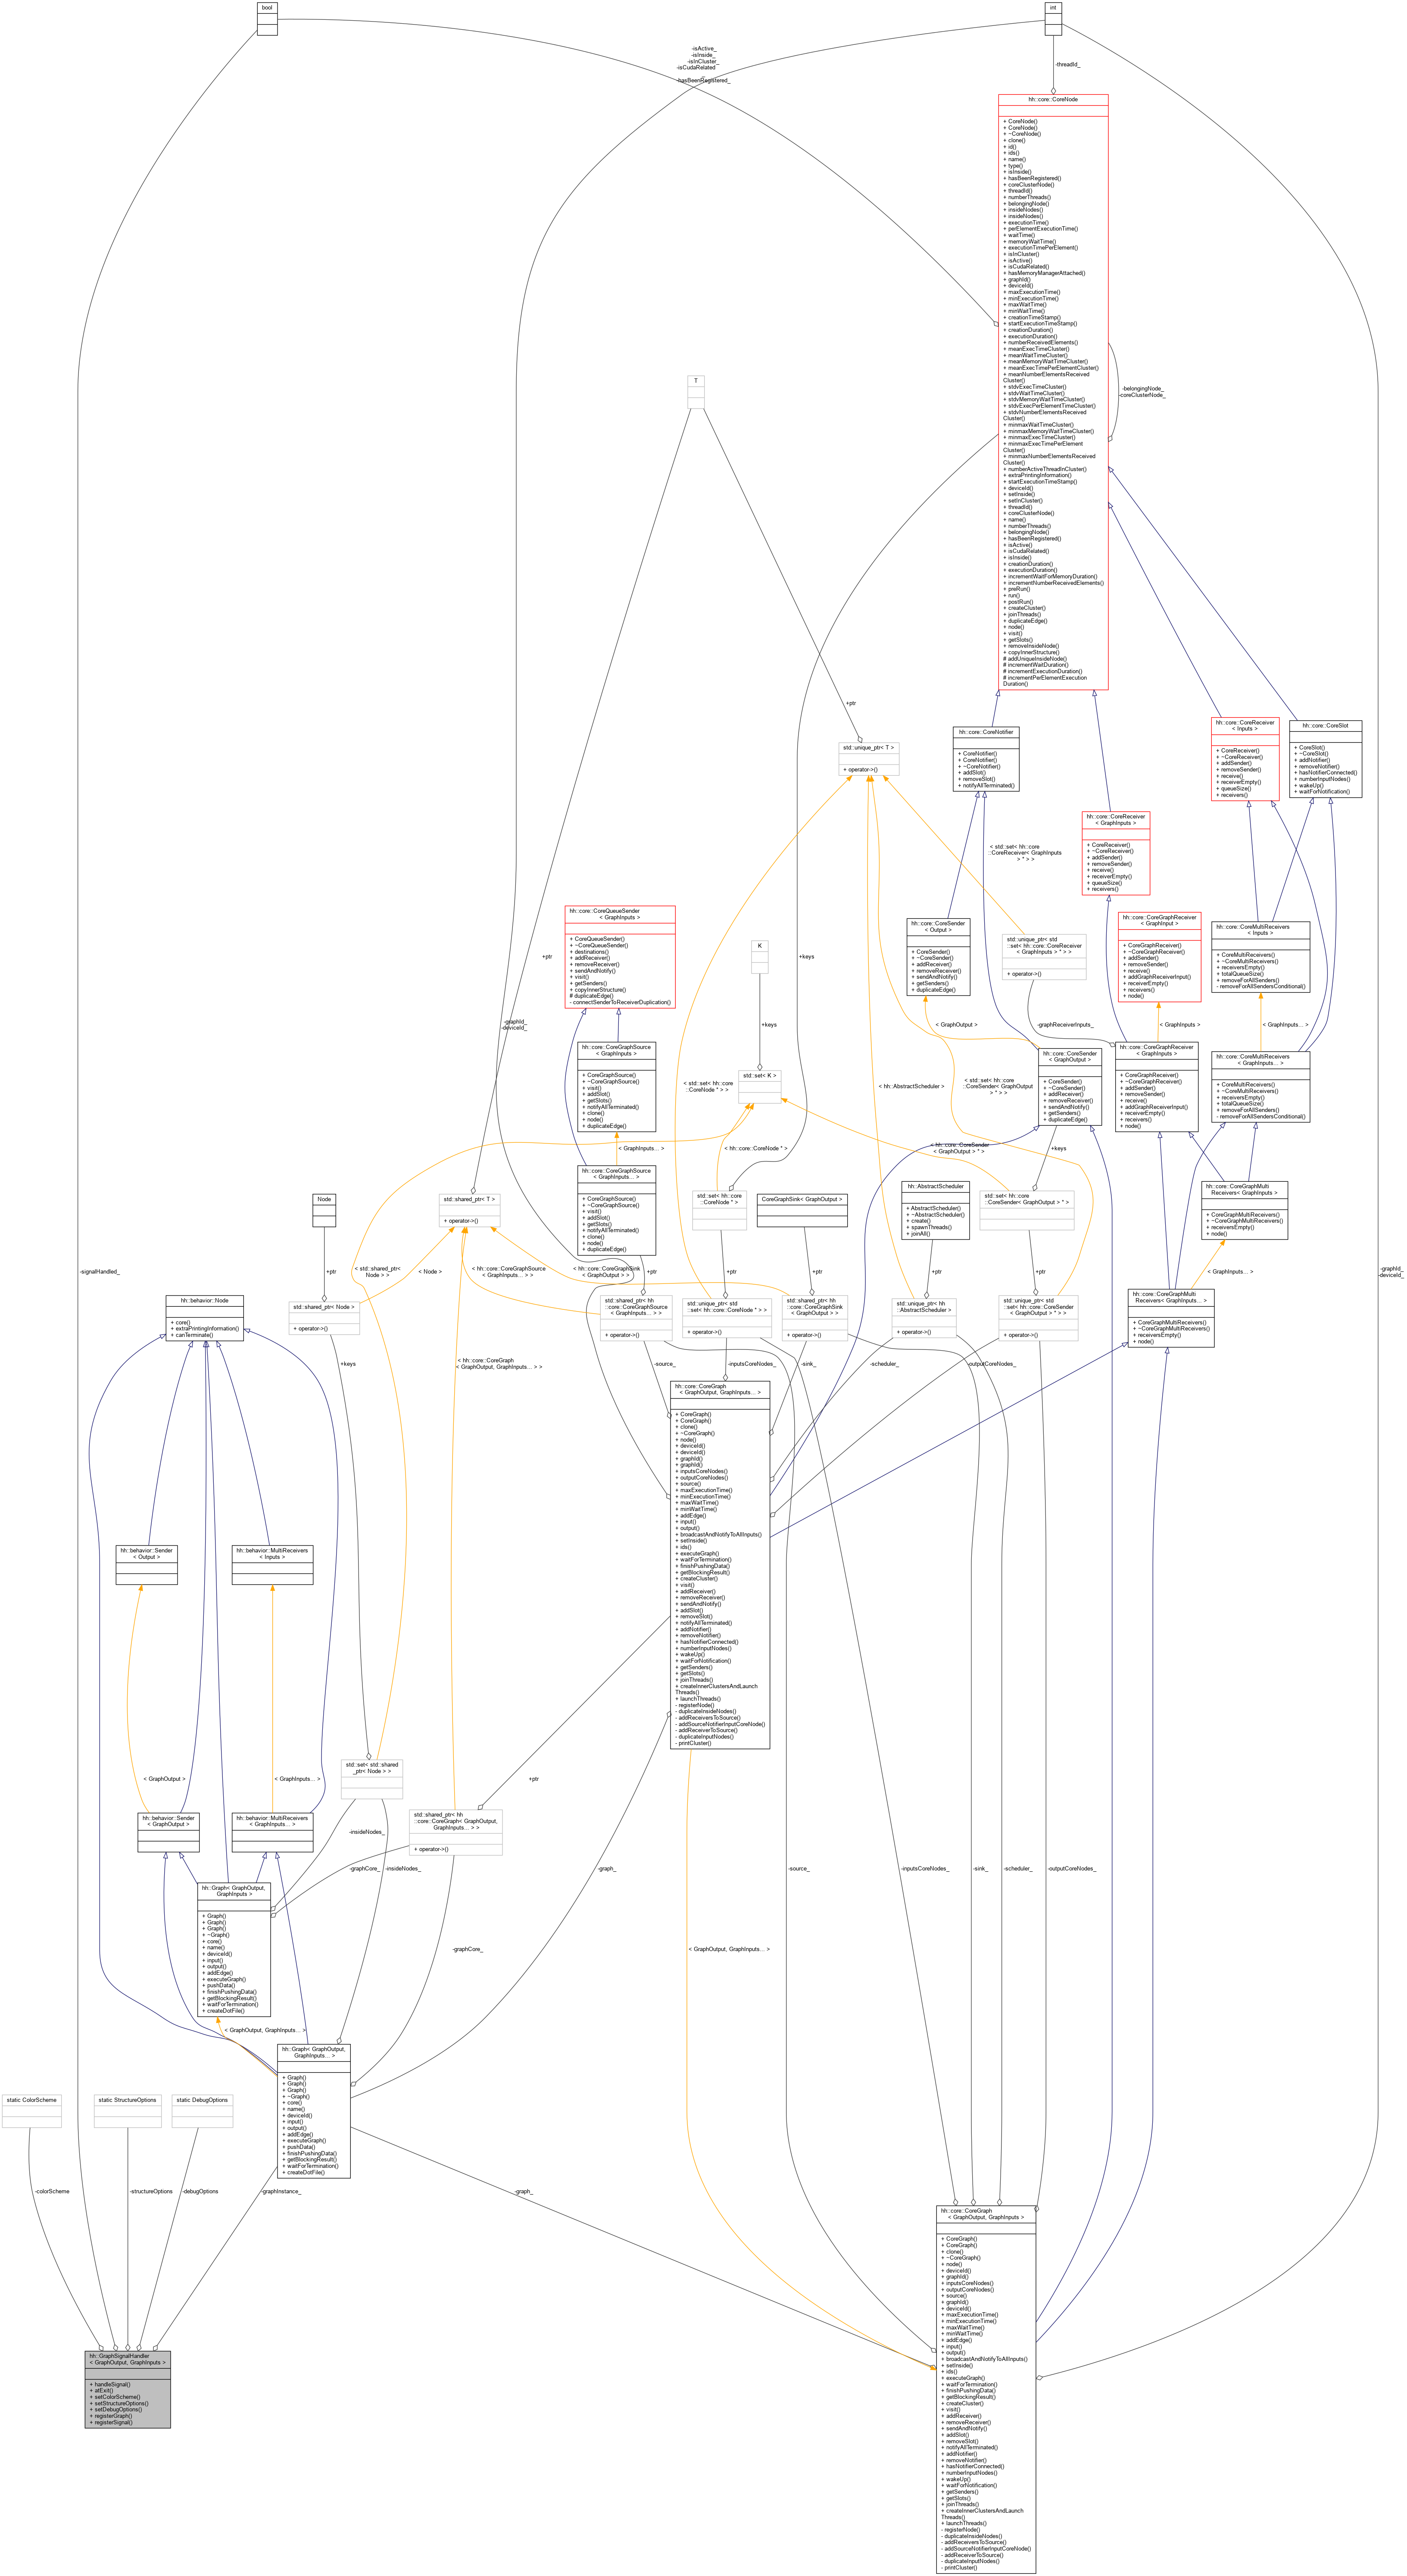 bool
int
-isActive_
-isInside_
-isInCluster_
-isCudaRelated
_
-hasBeenRegistered_
-threadId_
hh::core::CoreNode
+ CoreNode()
+ CoreNode()
+ ~CoreNode()
+ clone()
+ id()
+ ids()
+ name()
+ type()
+ isInside()
+ hasBeenRegistered()
+ coreClusterNode()
+ threadId()
+ numberThreads()
+ belongingNode()
+ insideNodes()
+ insideNodes()
+ executionTime()
+ perElementExecutionTime()
+ waitTime()
+ memoryWaitTime()
+ executionTimePerElement()
+ isInCluster()
+ isActive()
+ isCudaRelated()
+ hasMemoryManagerAttached()
+ graphId()
+ deviceId()
+ maxExecutionTime()
+ minExecutionTime()
+ maxWaitTime()
+ minWaitTime()
+ creationTimeStamp()
+ startExecutionTimeStamp()
+ creationDuration()
+ executionDuration()
+ numberReceivedElements()
+ meanExecTimeCluster()
+ meanWaitTimeCluster()
+ meanMemoryWaitTimeCluster()
+ meanExecTimePerElementCluster()
+ meanNumberElementsReceived
Cluster()
+ stdvExecTimeCluster()
+ stdvWaitTimeCluster()
+ stdvMemoryWaitTimeCluster()
+ stdvExecPerElementTimeCluster()
+ stdvNumberElementsReceived
Cluster()
+ minmaxWaitTimeCluster()
+ minmaxMemoryWaitTimeCluster()
+ minmaxExecTimeCluster()
+ minmaxExecTimePerElement
Cluster()
+ minmaxNumberElementsReceived
Cluster()
+ numberActiveThreadInCluster()
+ extraPrintingInformation()
+ startExecutionTimeStamp()
+ deviceId()
+ setInside()
+ setInCluster()
+ threadId()
+ coreClusterNode()
+ name()
+ numberThreads()
+ belongingNode()
+ hasBeenRegistered()
+ isActive()
+ isCudaRelated()
+ isInside()
+ creationDuration()
+ executionDuration()
+ incrementWaitForMemoryDuration()
+ incrementNumberReceivedElements()
+ preRun()
+ run()
+ postRun()
+ createCluster()
+ joinThreads()
+ duplicateEdge()
+ node()
+ visit()
+ getSlots()
+ removeInsideNode()
+ copyInnerStructure()
# addUniqueInsideNode()
# incrementWaitDuration()
# incrementExecutionDuration()
# incrementPerElementExecution
Duration()
-belongingNode_
-coreClusterNode_
T
+ptr
std::unique_ptr< T >
+ operator->()
hh::core::CoreNotifier
+ CoreNotifier()
+ CoreNotifier()
+ ~CoreNotifier()
+ addSlot()
+ removeSlot()
+ notifyAllTerminated()
hh::core::CoreReceiver
< Inputs >
+ CoreReceiver()
+ ~CoreReceiver()
+ addSender()
+ removeSender()
+ receive()
+ receiverEmpty()
+ queueSize()
+ receivers()
hh::core::CoreSlot
+ CoreSlot()
+ ~CoreSlot()
+ addNotifier()
+ removeNotifier()
+ hasNotifierConnected()
+ numberInputNodes()
+ wakeUp()
+ waitForNotification()
hh::core::CoreReceiver
< GraphInputs >
+ CoreReceiver()
+ ~CoreReceiver()
+ addSender()
+ removeSender()
+ receive()
+ receiverEmpty()
+ queueSize()
+ receivers()
< std::set< hh::core
::CoreReceiver< GraphInputs
> * > >
hh::core::CoreQueueSender
< GraphInputs >
+ CoreQueueSender()
+ ~CoreQueueSender()
+ destinations()
+ addReceiver()
+ removeReceiver()
+ sendAndNotify()
+ visit()
+ getSenders()
+ copyInnerStructure()
# duplicateEdge()
- connectSenderToReceiverDuplication()
K
+keys
+ptr
+keys
hh::core::CoreSender
< Output >
+ CoreSender()
+ ~CoreSender()
+ addReceiver()
+ removeReceiver()
+ sendAndNotify()
+ getSenders()
+ duplicateEdge()
std::unique_ptr< std
::set< hh::core::CoreReceiver
< GraphInputs > * > >
+ operator->()
hh::core::CoreGraphReceiver
< GraphInput >
+ CoreGraphReceiver()
+ ~CoreGraphReceiver()
+ addSender()
+ removeSender()
+ receive()
+ addGraphReceiverInput()
+ receiverEmpty()
+ receivers()
+ node()
hh::core::CoreMultiReceivers
< Inputs >
+ CoreMultiReceivers()
+ ~CoreMultiReceivers()
+ receiversEmpty()
+ totalQueueSize()
+ removeForAllSenders()
- removeForAllSendersConditional()
-graphId_
-deviceId_
< GraphOutput >
-graphReceiverInputs_
< GraphInputs >
< GraphInputs... >
hh::core::CoreGraphSource
< GraphInputs >
+ CoreGraphSource()
+ ~CoreGraphSource()
+ visit()
+ addSlot()
+ getSlots()
+ notifyAllTerminated()
+ clone()
+ node()
+ duplicateEdge()
< std::set< hh::core
::CoreNode * > >
std::set< K >
< hh::AbstractScheduler >
< std::set< hh::core
::CoreSender< GraphOutput
> * > >
hh::core::CoreSender
< GraphOutput >
+ CoreSender()
+ ~CoreSender()
+ addReceiver()
+ removeReceiver()
+ sendAndNotify()
+ getSenders()
+ duplicateEdge()
hh::core::CoreGraphReceiver
< GraphInputs >
+ CoreGraphReceiver()
+ ~CoreGraphReceiver()
+ addSender()
+ removeSender()
+ receive()
+ addGraphReceiverInput()
+ receiverEmpty()
+ receivers()
+ node()
hh::core::CoreMultiReceivers
< GraphInputs... >
+ CoreMultiReceivers()
+ ~CoreMultiReceivers()
+ receiversEmpty()
+ totalQueueSize()
+ removeForAllSenders()
- removeForAllSendersConditional()
< GraphInputs... >
< hh::core::CoreNode * >
< hh::core::CoreSender
< GraphOutput > * >
+keys
hh::core::CoreGraphSource
< GraphInputs... >
+ CoreGraphSource()
+ ~CoreGraphSource()
+ visit()
+ addSlot()
+ getSlots()
+ notifyAllTerminated()
+ clone()
+ node()
+ duplicateEdge()
Node
std::shared_ptr< T >
+ operator->()
std::set< hh::core
::CoreNode * >
CoreGraphSink< GraphOutput >
hh::AbstractScheduler
+ AbstractScheduler()
+ ~AbstractScheduler()
+ create()
+ spawnThreads()
+ joinAll()
std::set< hh::core
::CoreSender< GraphOutput > * >
hh::core::CoreGraphMulti
Receivers< GraphInputs >
+ CoreGraphMultiReceivers()
+ ~CoreGraphMultiReceivers()
+ receiversEmpty()
+ node()
-signalHandled_
+ptr
< std::shared_ptr<
Node > >
< Node >
< hh::core::CoreGraphSource
< GraphInputs... > >
< hh::core::CoreGraphSink
< GraphOutput > >
+ptr
+ptr
+ptr
+ptr
+ptr
< GraphInputs... >
-graphId_
-deviceId_
hh::behavior::Node
+ core()
+ extraPrintingInformation()
+ canTerminate()
std::shared_ptr< Node >
+ operator->()
std::shared_ptr< hh
::core::CoreGraphSource
< GraphInputs... > >
+ operator->()
std::unique_ptr< std
::set< hh::core::CoreNode * > >
+ operator->()
std::shared_ptr< hh
::core::CoreGraphSink
< GraphOutput > >
+ operator->()
std::unique_ptr< hh
::AbstractScheduler >
+ operator->()
std::unique_ptr< std
::set< hh::core::CoreSender
< GraphOutput > * > >
+ operator->()
hh::core::CoreGraphMulti
Receivers< GraphInputs... >
+ CoreGraphMultiReceivers()
+ ~CoreGraphMultiReceivers()
+ receiversEmpty()
+ node()
+keys
< hh::core::CoreGraph
< GraphOutput, GraphInputs... > >
-source_
-inputsCoreNodes_
-sink_
-scheduler_
-outputCoreNodes_
hh::core::CoreGraph
< GraphOutput, GraphInputs... >
+ CoreGraph()
+ CoreGraph()
+ clone()
+ ~CoreGraph()
+ node()
+ deviceId()
+ deviceId()
+ graphId()
+ graphId()
+ inputsCoreNodes()
+ outputCoreNodes()
+ source()
+ maxExecutionTime()
+ minExecutionTime()
+ maxWaitTime()
+ minWaitTime()
+ addEdge()
+ input()
+ output()
+ broadcastAndNotifyToAllInputs()
+ setInside()
+ ids()
+ executeGraph()
+ waitForTermination()
+ finishPushingData()
+ getBlockingResult()
+ createCluster()
+ visit()
+ addReceiver()
+ removeReceiver()
+ sendAndNotify()
+ addSlot()
+ removeSlot()
+ notifyAllTerminated()
+ addNotifier()
+ removeNotifier()
+ hasNotifierConnected()
+ numberInputNodes()
+ wakeUp()
+ waitForNotification()
+ getSenders()
+ getSlots()
+ joinThreads()
+ createInnerClustersAndLaunch
Threads()
+ launchThreads()
- registerNode()
- duplicateInsideNodes()
- addReceiversToSource()
- addSourceNotifierInputCoreNode()
- addReceiverToSource()
- duplicateInputNodes()
- printCluster()
hh::behavior::Sender
< Output >
hh::behavior::MultiReceivers
< Inputs >
< GraphOutput >
< GraphInputs... >
std::set< std::shared
_ptr< Node > >
+ptr
hh::behavior::Sender
< GraphOutput >
hh::behavior::MultiReceivers
< GraphInputs... >
std::shared_ptr< hh
::core::CoreGraph< GraphOutput,
GraphInputs... > >
+ operator->()
-insideNodes_
-graphCore_
-insideNodes_
-graph_
-source_
-inputsCoreNodes_
-sink_
-scheduler_
-outputCoreNodes_
hh::Graph< GraphOutput,
GraphInputs >
+ Graph()
+ Graph()
+ Graph()
+ ~Graph()
+ core()
+ name()
+ deviceId()
+ input()
+ output()
+ addEdge()
+ executeGraph()
+ pushData()
+ finishPushingData()
+ getBlockingResult()
+ waitForTermination()
+ createDotFile()
-graphCore_
< GraphOutput, GraphInputs... >
< GraphOutput, GraphInputs... >
hh::Graph< GraphOutput,
GraphInputs... >
+ Graph()
+ Graph()
+ Graph()
+ ~Graph()
+ core()
+ name()
+ deviceId()
+ input()
+ output()
+ addEdge()
+ executeGraph()
+ pushData()
+ finishPushingData()
+ getBlockingResult()
+ waitForTermination()
+ createDotFile()
static ColorScheme
static StructureOptions
static DebugOptions
-colorScheme
-structureOptions
-debugOptions
-graphInstance_
-graph_
hh::core::CoreGraph
< GraphOutput, GraphInputs >
+ CoreGraph()
+ CoreGraph()
+ clone()
+ ~CoreGraph()
+ node()
+ deviceId()
+ graphId()
+ inputsCoreNodes()
+ outputCoreNodes()
+ source()
+ graphId()
+ deviceId()
+ maxExecutionTime()
+ minExecutionTime()
+ maxWaitTime()
+ minWaitTime()
+ addEdge()
+ input()
+ output()
+ broadcastAndNotifyToAllInputs()
+ setInside()
+ ids()
+ executeGraph()
+ waitForTermination()
+ finishPushingData()
+ getBlockingResult()
+ createCluster()
+ visit()
+ addReceiver()
+ removeReceiver()
+ sendAndNotify()
+ addSlot()
+ removeSlot()
+ notifyAllTerminated()
+ addNotifier()
+ removeNotifier()
+ hasNotifierConnected()
+ numberInputNodes()
+ wakeUp()
+ waitForNotification()
+ getSenders()
+ getSlots()
+ joinThreads()
+ createInnerClustersAndLaunch
Threads()
+ launchThreads()
- registerNode()
- duplicateInsideNodes()
- addReceiversToSource()
- addSourceNotifierInputCoreNode()
- addReceiverToSource()
- duplicateInputNodes()
- printCluster()
hh::GraphSignalHandler
< GraphOutput, GraphInputs >
+ handleSignal()
+ atExit()
+ setColorScheme()
+ setStructureOptions()
+ setDebugOptions()
+ registerGraph()
+ registerSignal()